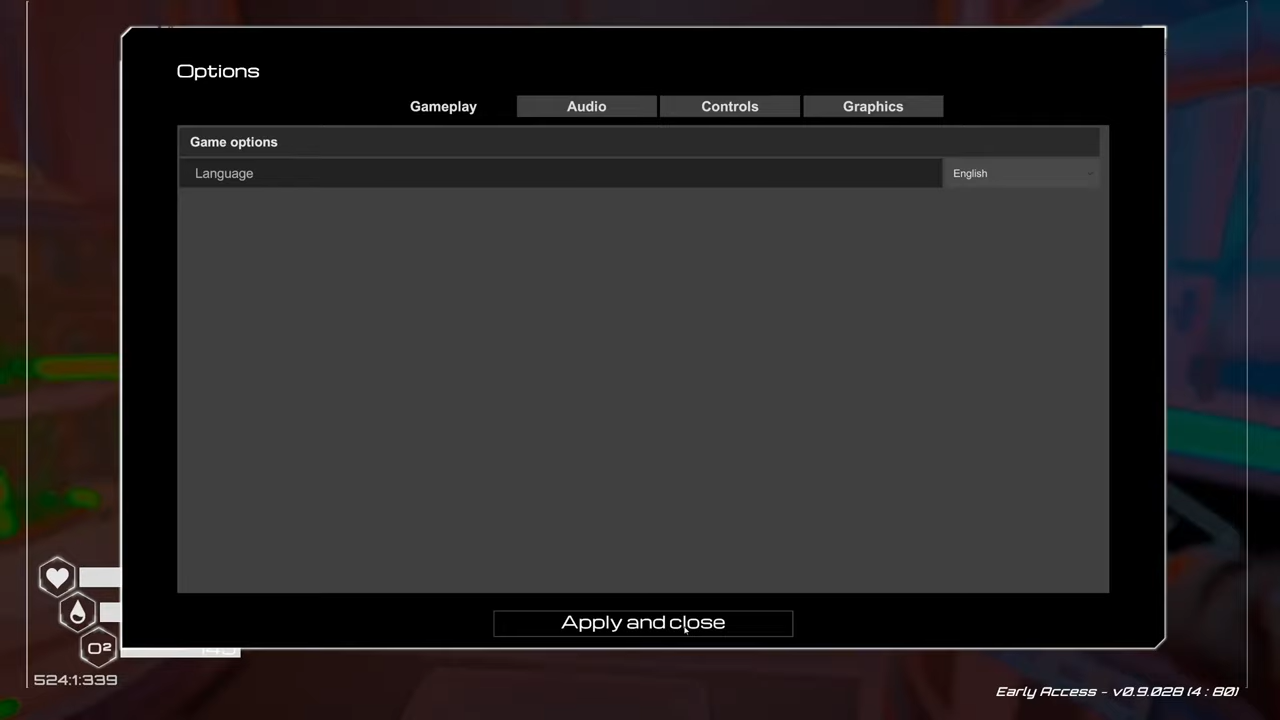 Options
Gameplay Audio Controls Graphics
Game options
Language English
Apply and close
O²
524:1:339
Early Access - v0.9.028 (4 : 80)